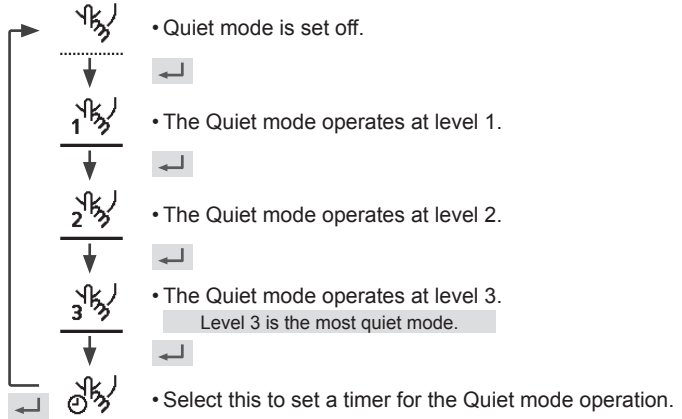 • Quiet mode is set off.
1
• The Quiet mode operates at level 1.
2
• The Quiet mode operates at level 2.
3
• The Quiet mode operates at level 3.
Level 3 is the most quiet mode.
• Select this to set a timer for the Quiet mode operation.